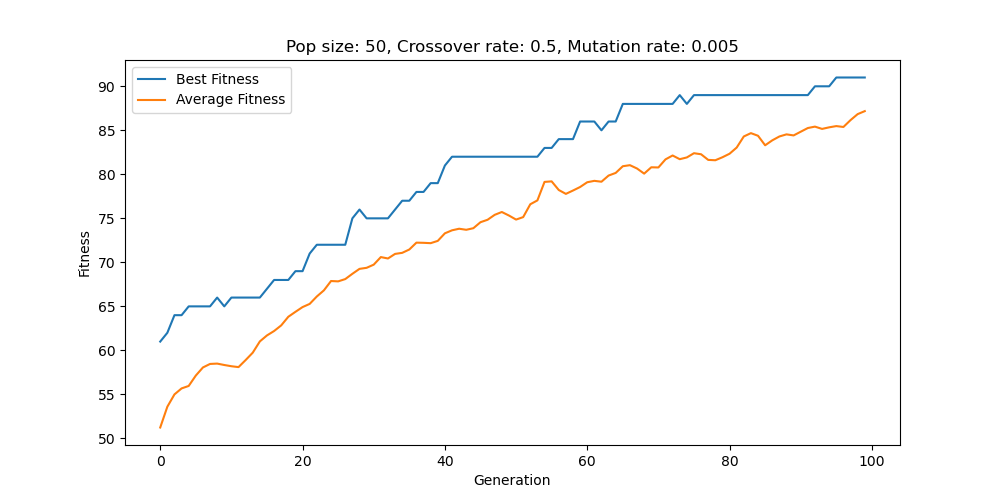 Pop size: 50, Crossover rate: 0.5, Mutation rate: 0.005
Best Fitness
Average Fitness
90
85
80
75
70
65
60
55
50
Fitness
0 20 40 60 80 100
Generation